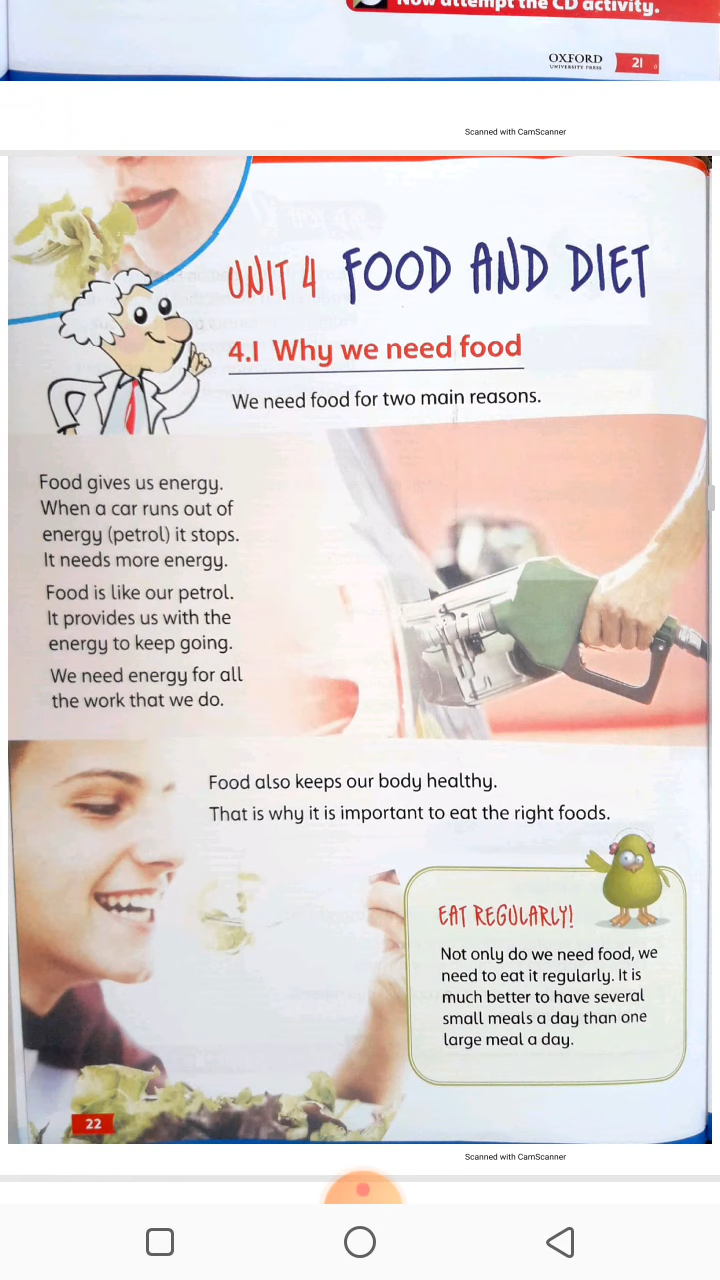 Now attempt the CD activity.
OXFORD
UNIVERSITY PRESS
21
Scanned with CamScanner
UNIT 4 FOOD AND DIET
4.1 Why we need food
We need food for two main reasons.
Food gives us energy.
When a car runs out of
energy (petrol) it stops.
It needs more energy.
Food is like our petrol.
It provides us with the
energy to keep going.
We need energy for all
the work that we do.
Food also keeps our body healthy.
That is why it is important to eat the right foods.
EAT REGULARLY!
Not only do we need food, we
need to eat it regularly. It is
much better to have several
small meals a day than one
large meal a day.
22
Scanned with CamScanner